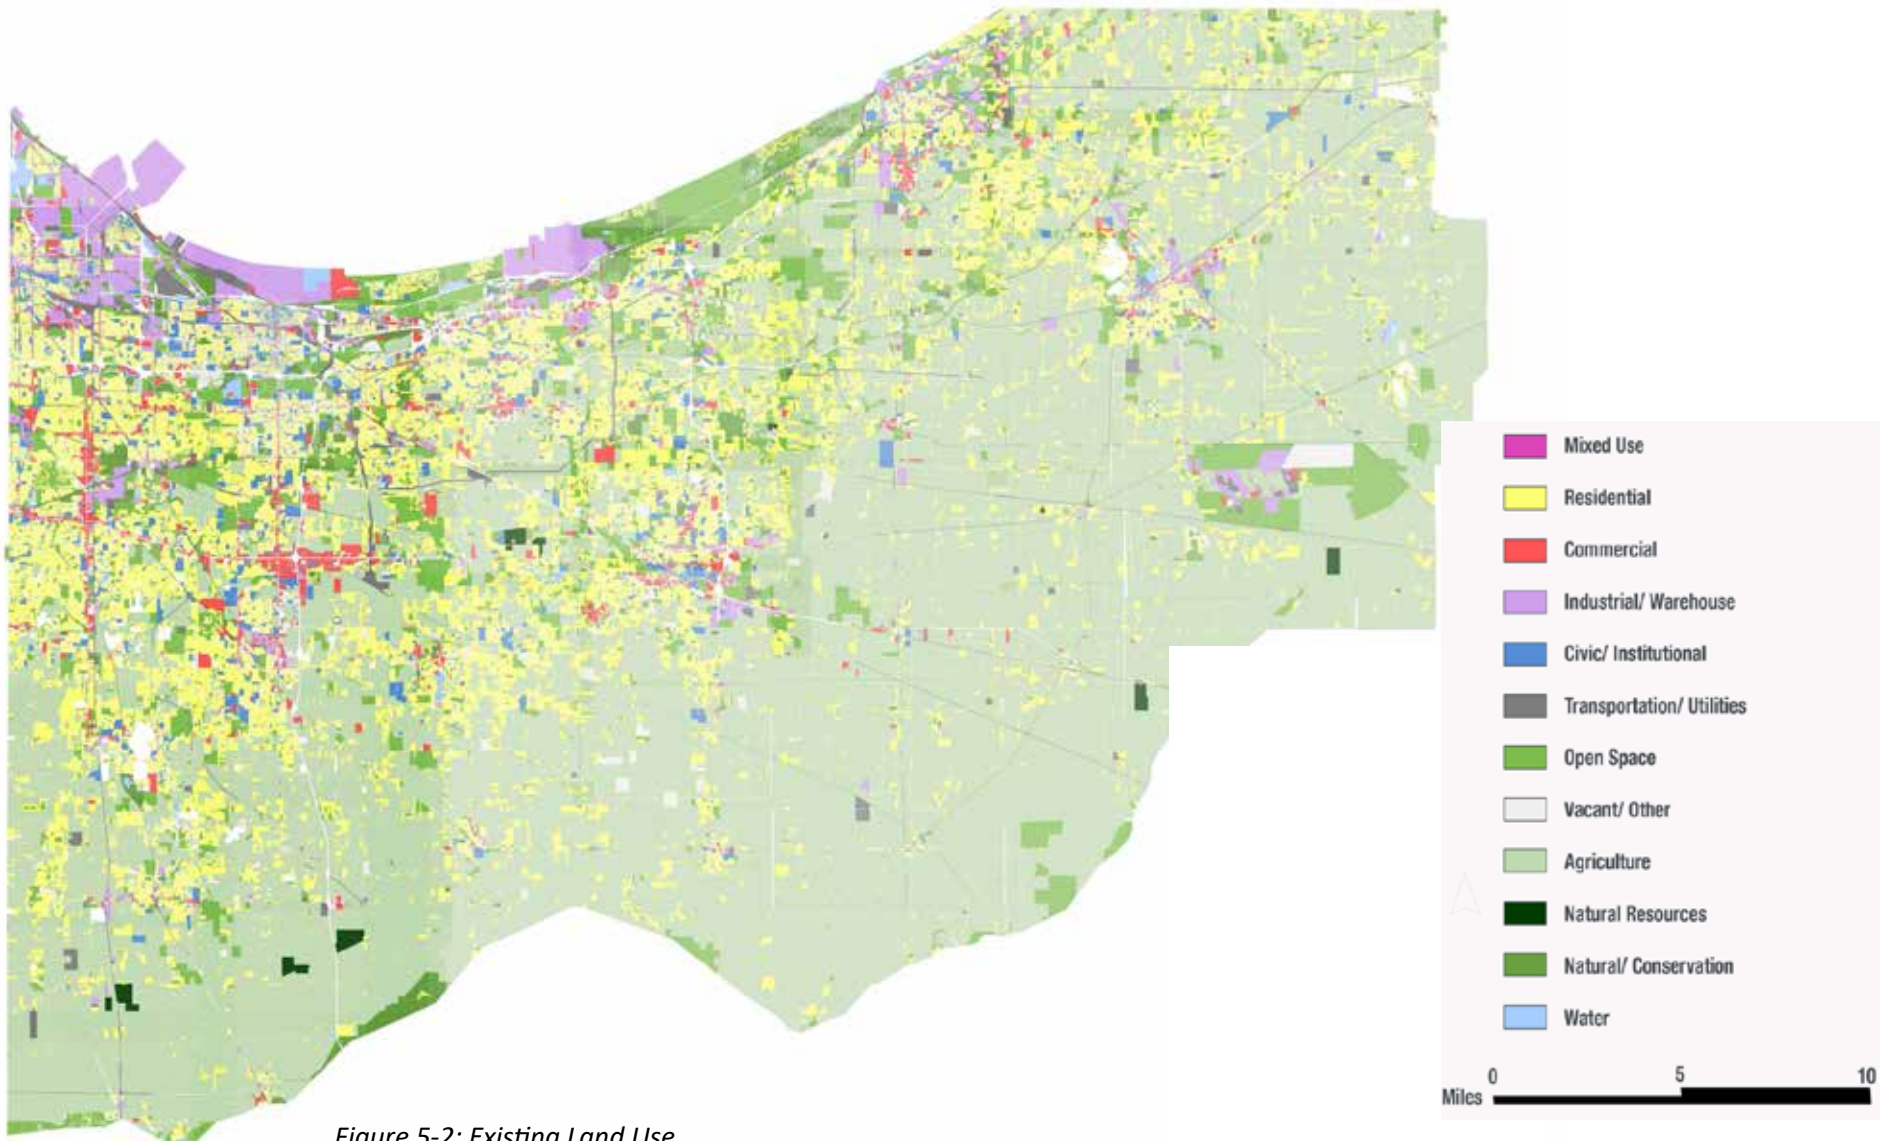 Mixed Use
Residential
Commercial
Industrial/ Warehouse
Civic/ Institutional
Transportation/ Utilities
Open Space
Vacant/ Other
Agriculture
Natural Resources
Natural/ Conservation
Water
0 5 10
Miles
Figure 5-2: Existing Land Use